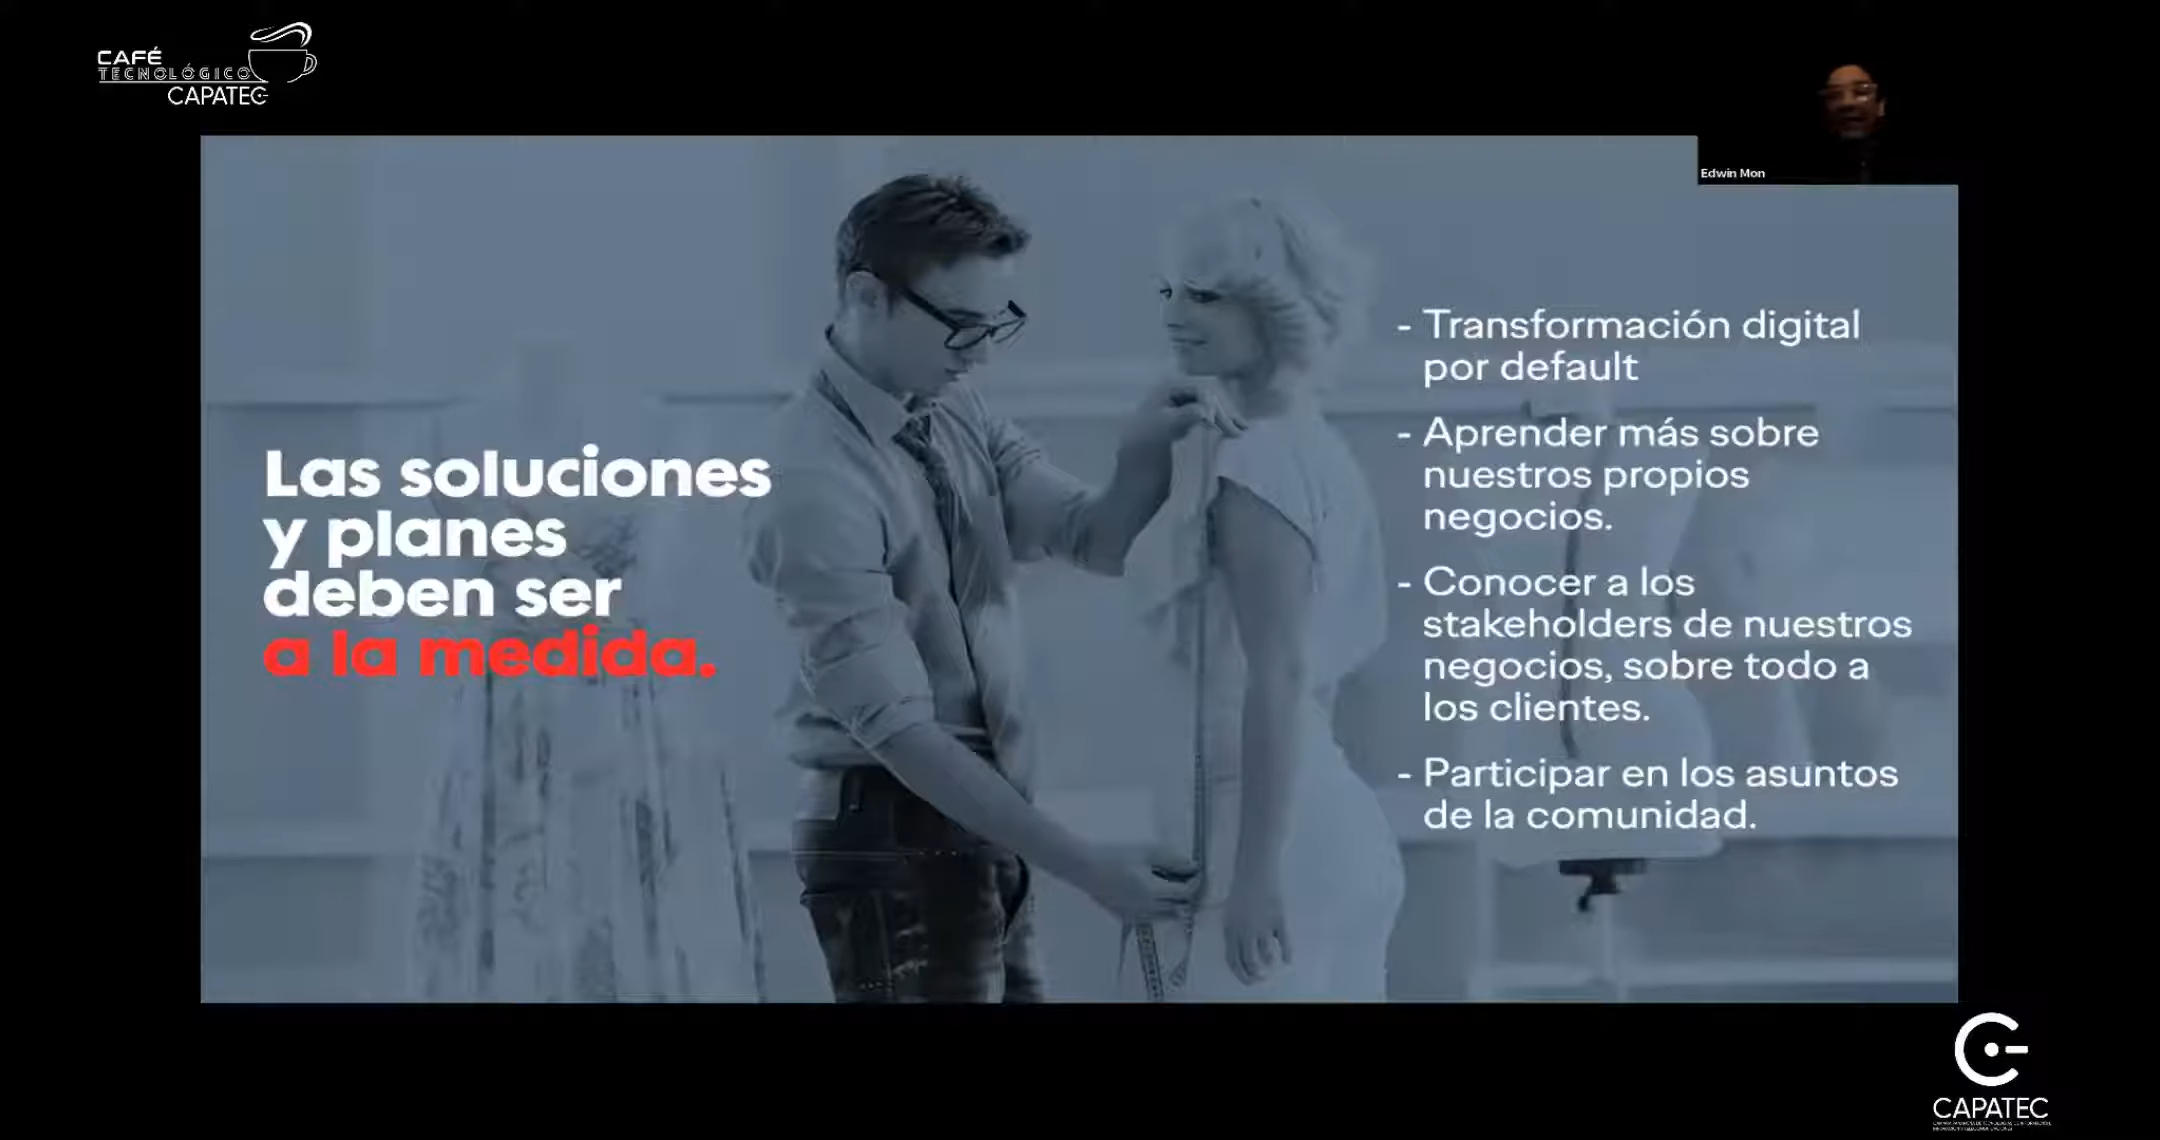 CAFÉ
TECNOLÓGICO
CAPATEC
Edwin Mon
Las soluciones
y planes
deben ser
a la medida.
- Transformación digital
por default
- Aprender más sobre
nuestros propios
negocios.
- Conocer a los
stakeholders de nuestros
negocios, sobre todo a
los clientes.
- Participar en los asuntos
de la comunidad.
CAPATEC